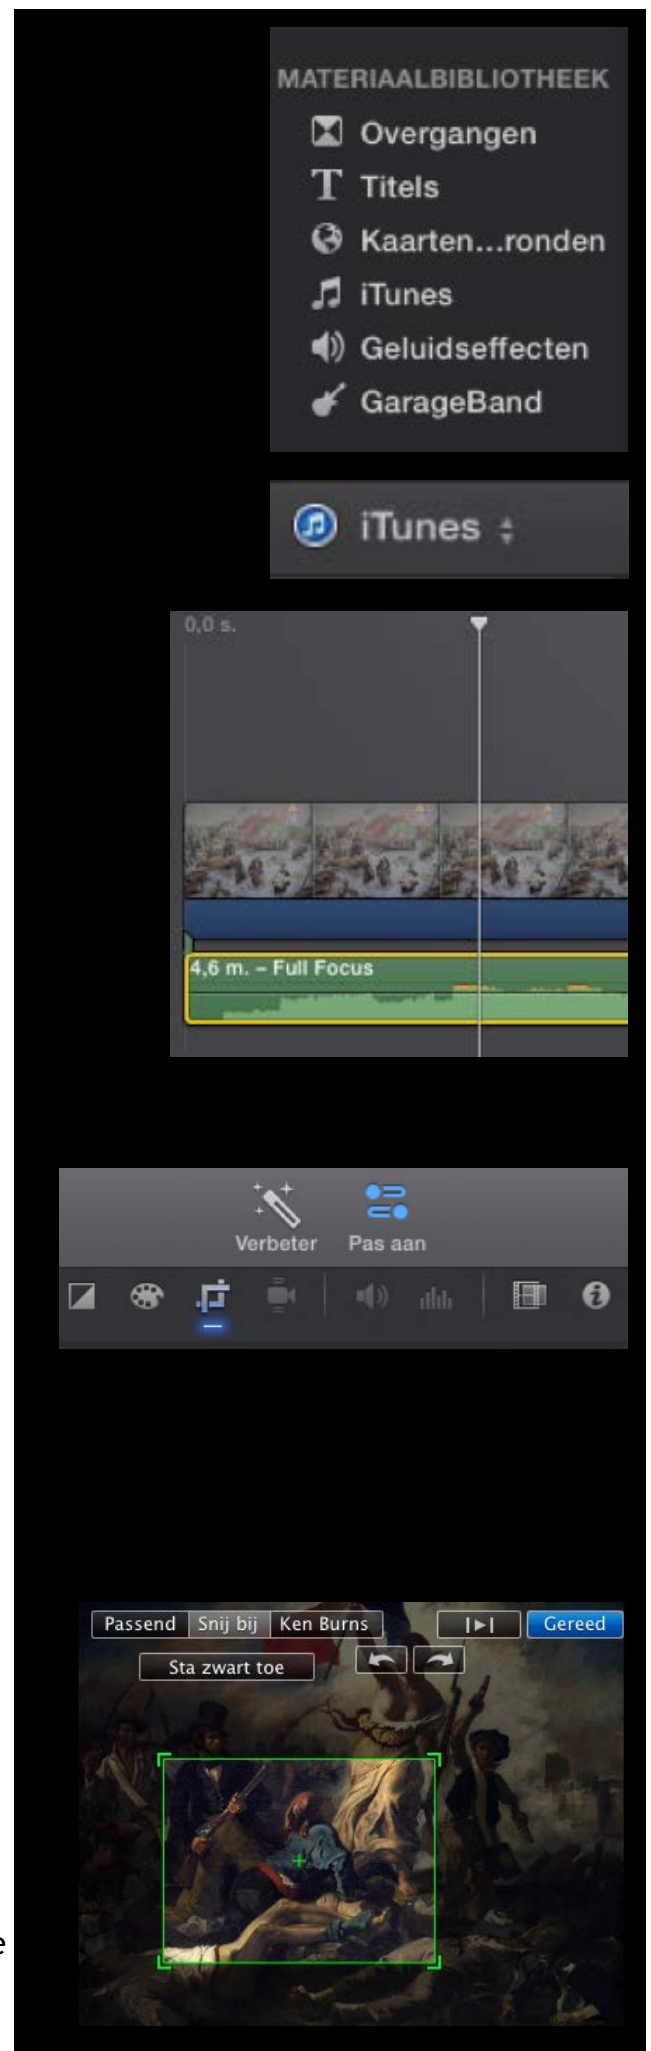 MATERIAALBIBLIOTHEEK
Overgangen
Titels
Kaarten...ronden
iTunes
Geluidseffecten
GarageBand
iTunes
0,0 s.
4,6 m. – Full Focus
Verbeter Pas aan
Passend Snij bij Ken Burns Gereed
Sta zwart toe
e